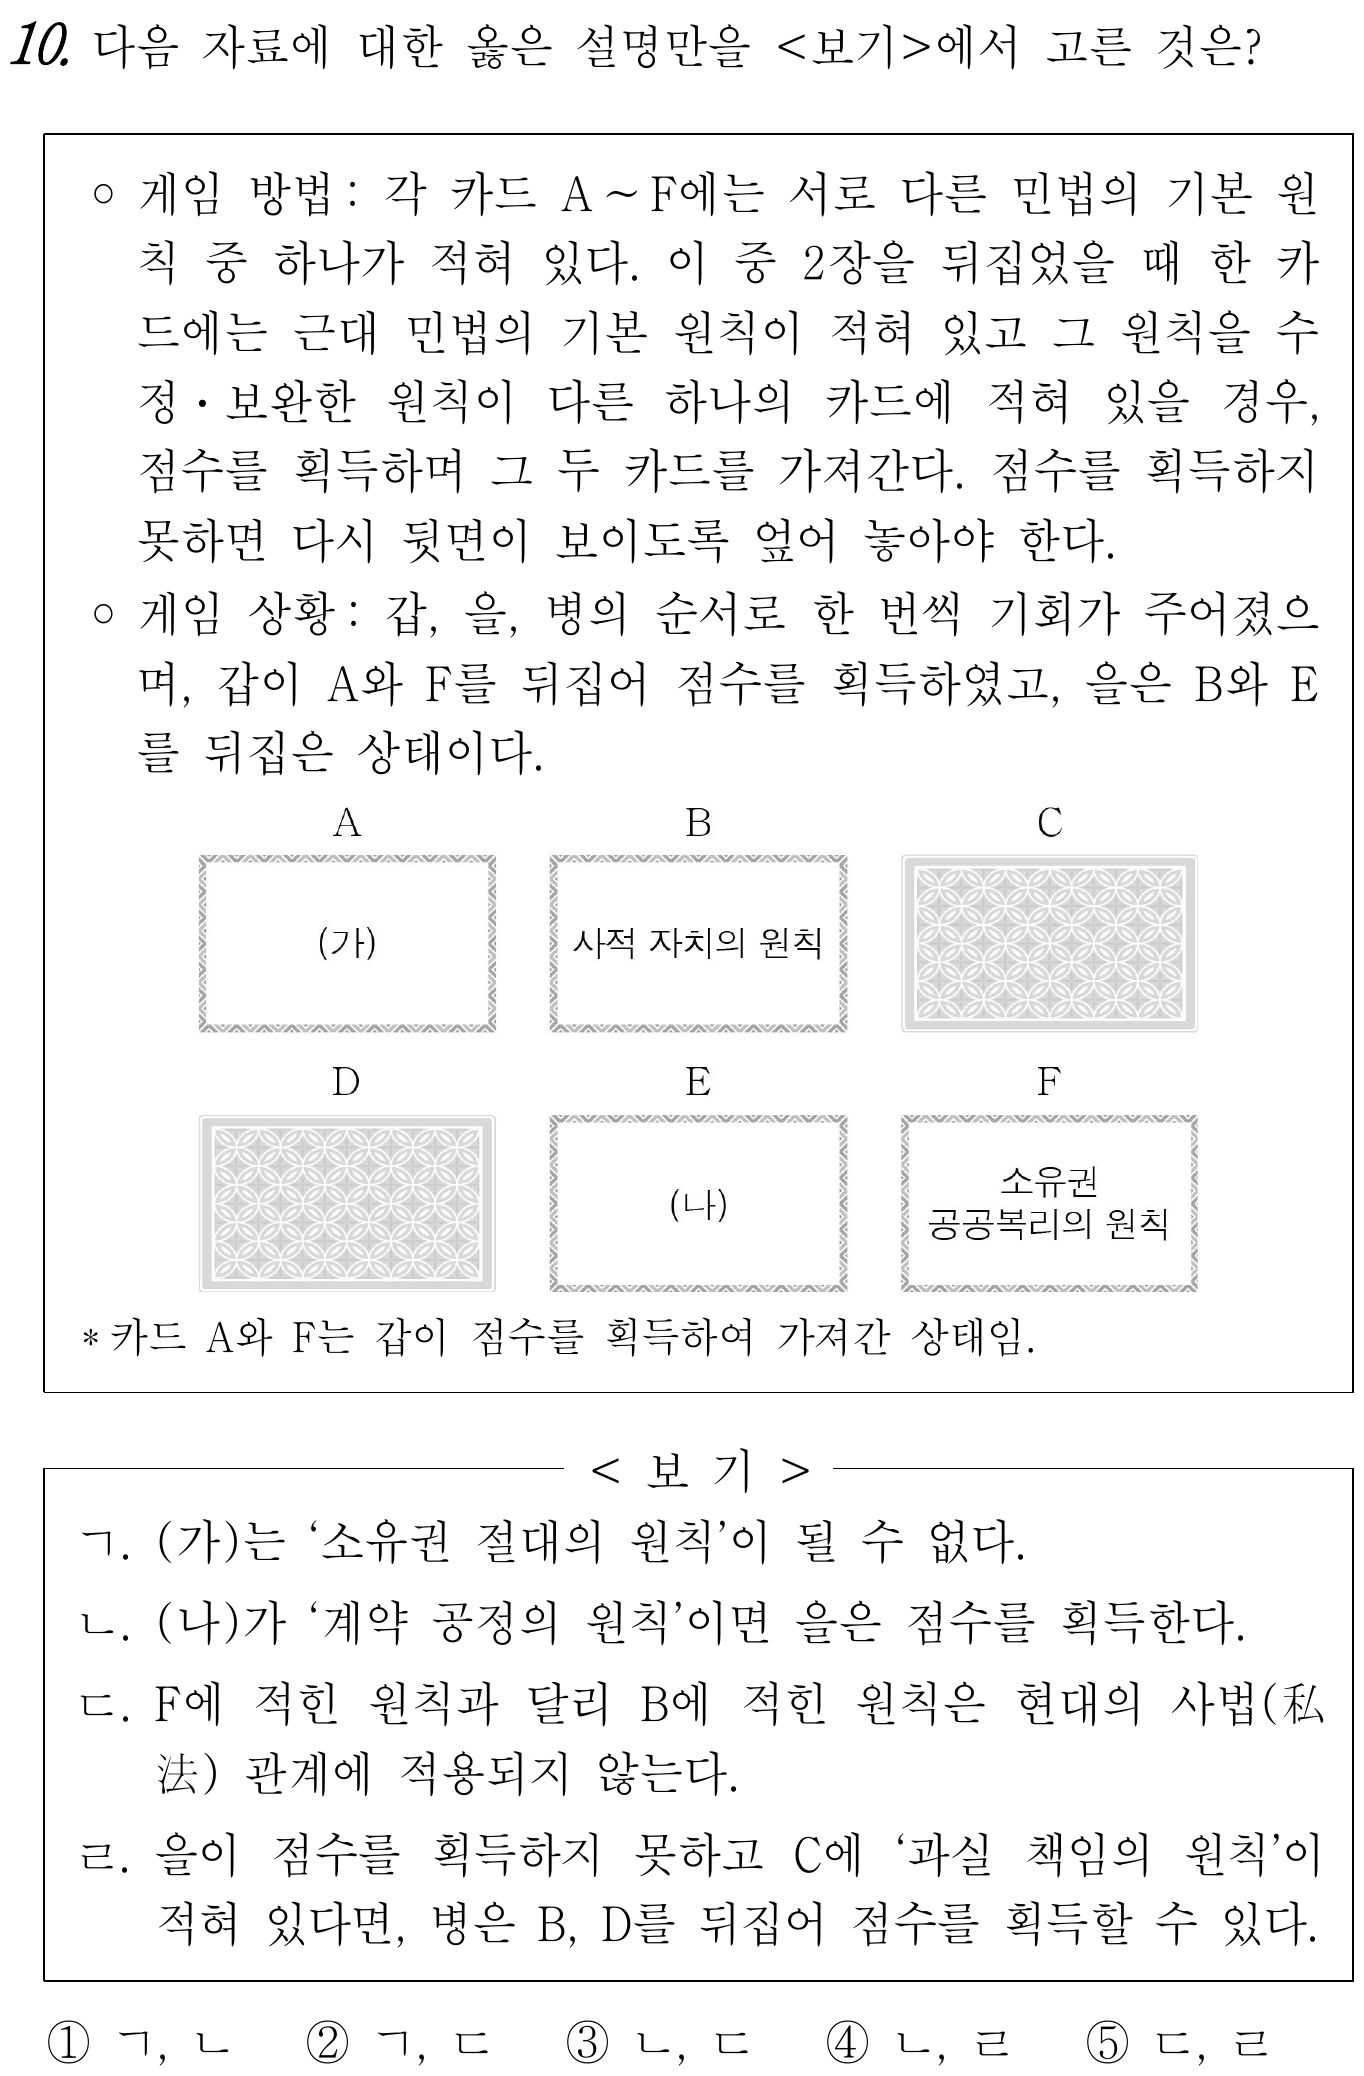 10. 다음 자료에 대한 옳은 설명만을 <보기>에서 고른 것은?
○ 게임 방법 : 각 카드 A ~ F에는 서로 다른 민법의 기본 원
칙 중 하나가 적혀 있다. 이 중 2장을 뒤집었을 때 한 카
드에는 근대 민법의 기본 원칙이 적혀 있고 그 원칙을 수
정·보완한 원칙이 다른 하나의 카드에 적혀 있을 경우,
점수를 획득하며 그 두 카드를 가져간다. 점수를 획득하지
못하면 다시 뒷면이 보이도록 엎어 놓아야 한다.
○ 게임 상황 : 갑, 을, 병의 순서로 한 번씩 기회가 주어졌으
며, 갑이 A와 F를 뒤집어 점수를 획득하였고, 을은 B와 E
를 뒤집은 상태이다.
A B C
(가) 사적 자치의 원칙
D E F
(나) 소유권
공공복리의 원칙
* 카드 A와 F는 갑이 점수를 획득하여 가져간 상태임.
< 보 기 >
ㄱ. (가)는 ‘소유권 절대의 원칙’이 될 수 없다.
ㄴ. (나)가 ‘계약 공정의 원칙’이면 을은 점수를 획득한다.
ㄷ. F에 적힌 원칙과 달리 B에 적힌 원칙은 현대의 사법(私
法) 관계에 적용되지 않는다.
ㄹ. 을이 점수를 획득하지 못하고 C에 ‘과실 책임의 원칙’이
적혀 있다면, 병은 B, D를 뒤집어 점수를 획득할 수 있다.
① ㄱ, ㄴ ② ㄱ, ㄷ ③ ㄴ, ㄷ ④ ㄴ, ㄹ ⑤ ㄷ, ㄹ